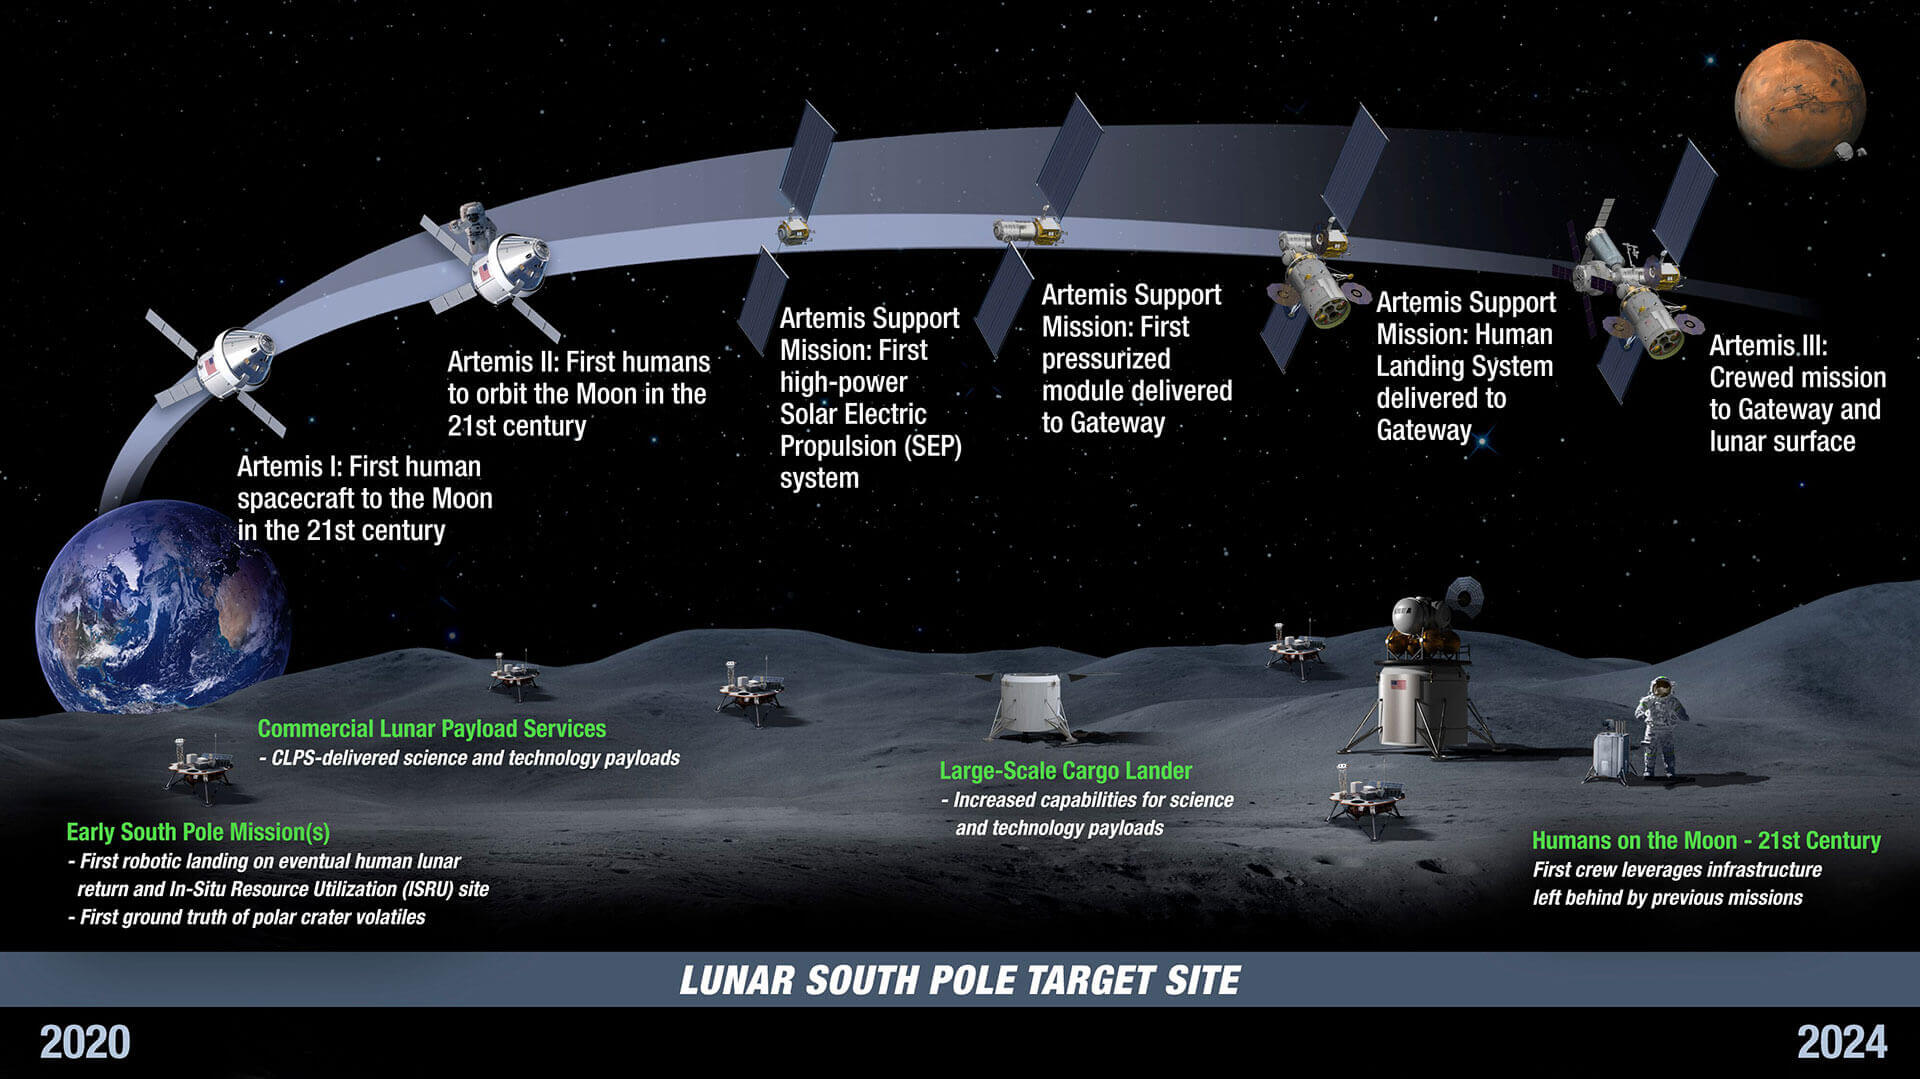 Artemis I: First human
spacecraft to the Moon
in the 21st century
Artemis II: First humans
to orbit the Moon in the
21st century
Artemis Support
Mission: First
high-power
Solar Electric
Propulsion (SEP)
system
Artemis Support
Mission: First
pressurized
module delivered
to Gateway
Artemis Support
Mission: Human
Landing System
delivered to
Gateway
Artemis III:
Crewed mission
to Gateway and
lunar surface
Commercial Lunar Payload Services
- CLPS-delivered science and technology payloads
Early South Pole Mission(s)
- First robotic landing on eventual human lunar
return and In-Situ Resource Utilization (ISRU) site
- First ground truth of polar crater volatiles
Large-Scale Cargo Lander
- Increased capabilities for science
and technology payloads
Humans on the Moon - 21st Century
First crew leverages infrastructure
left behind by previous missions
LUNAR SOUTH POLE TARGET SITE
2020
2024